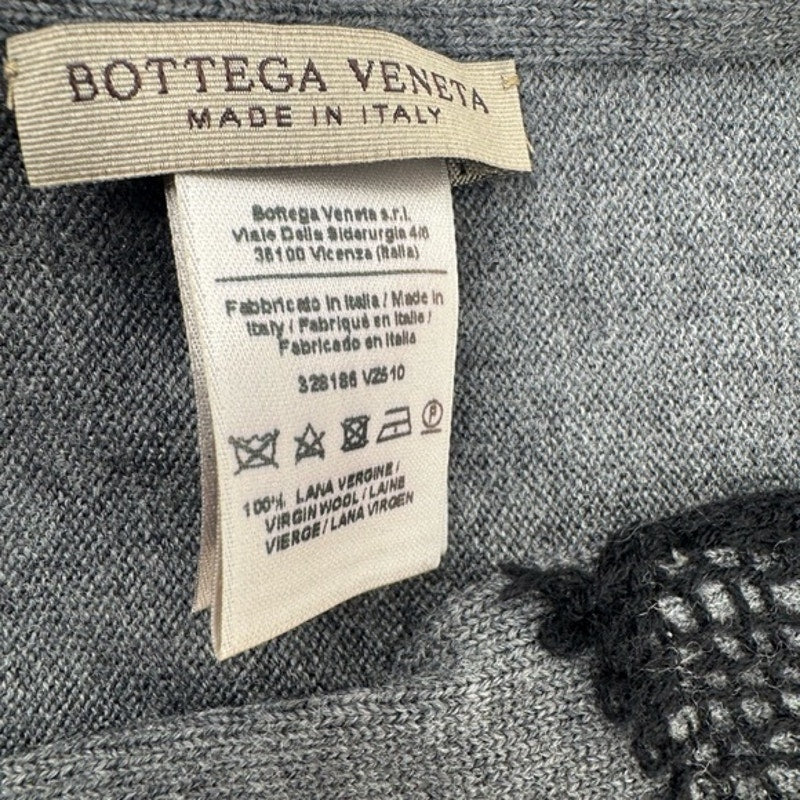 BOTTEGA VENETA
MADE IN ITALY
Bottega Veneta s.r.l.
Viale Della Siderurgia 4/6
36100 Vicenza (Italia)
Fabbricato in Italia / Made in
Italy / Fabriqué en Italie /
Fabricado en Italia
328186 VZ510
P
100% LANA VERGINE /
VIRGIN WOOL / LAINE
VIERGE / LANA VIRGEN